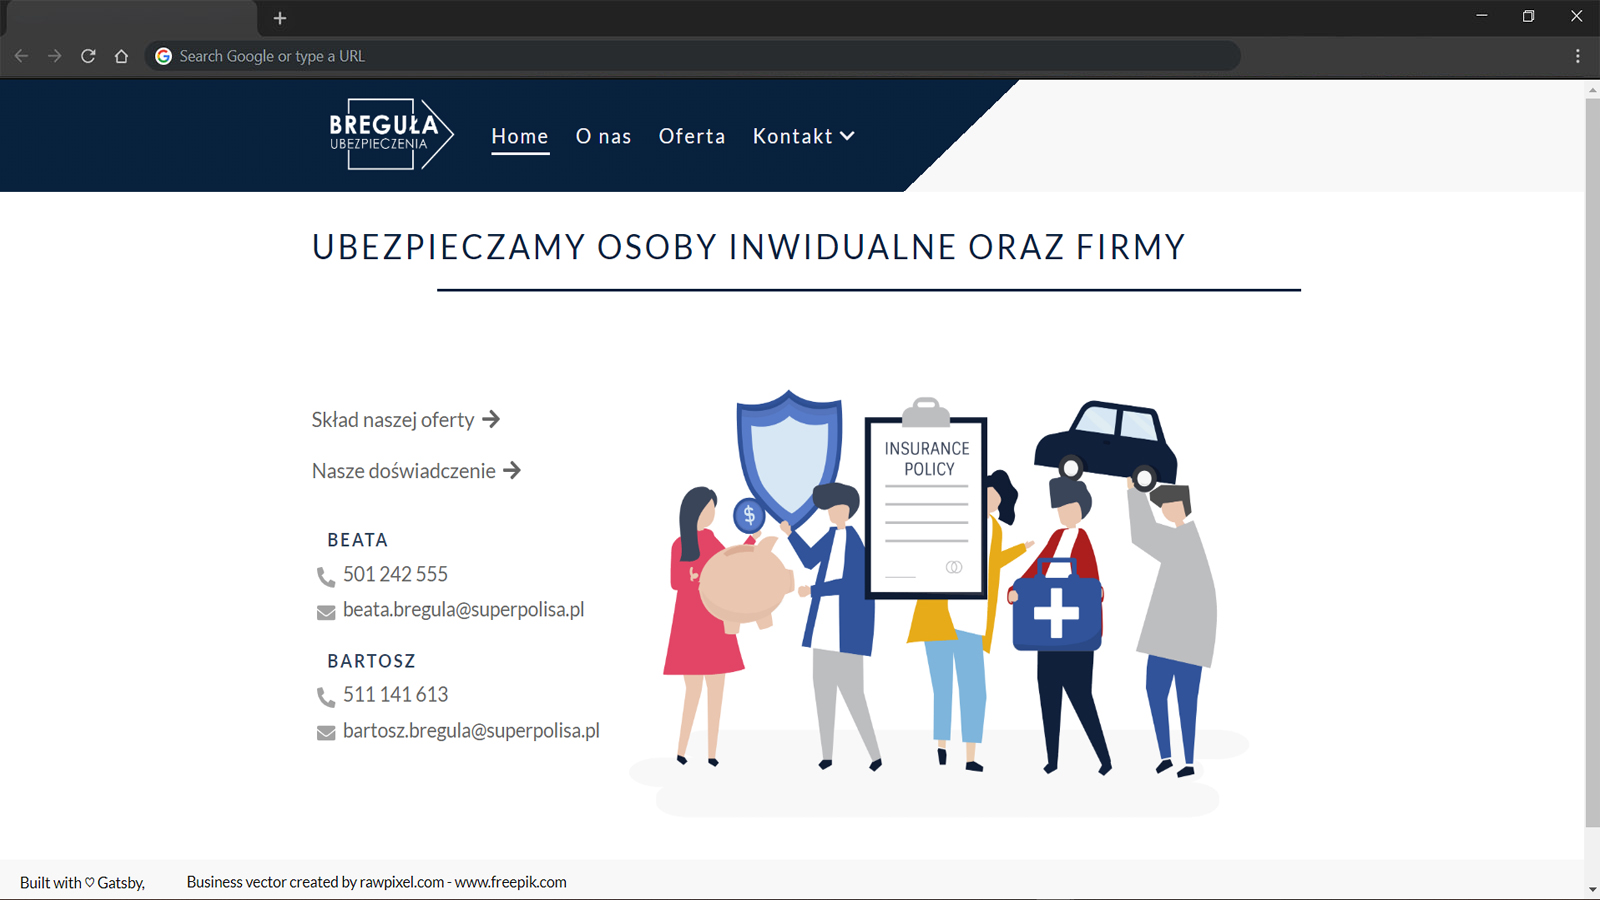 Search Google or type a URL
BREGUŁA
UBEZPIECZENIA
Home O nas Oferta Kontakt
UBEZPIECZAMY OSOBY INWIDUALNE ORAZ FIRMY
Skład naszej oferty
Nasze doświadczenie
BEATA
501 242 555
beata.bregula@superpolisa.pl
BARTOSZ
511 141 613
bartosz.bregula@superpolisa.pl
$
INSURANCE
POLICY
Built with ♡ Gatsby, Business vector created by rawpixel.com - www.freepik.com